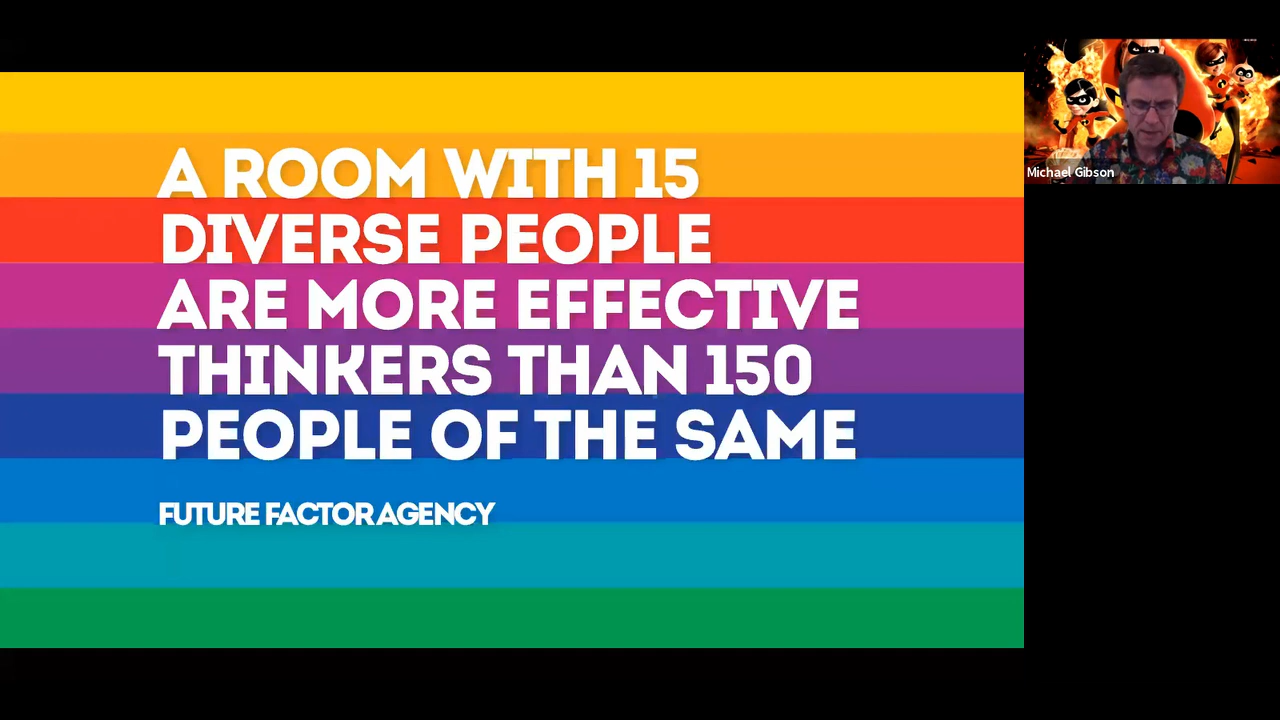 A ROOM WITH 15
DIVERSE PEOPLE
ARE MORE EFFECTIVE
THINKERS THAN 150
PEOPLE OF THE SAME
FUTURE FACTOR AGENCY
Michael Gibson